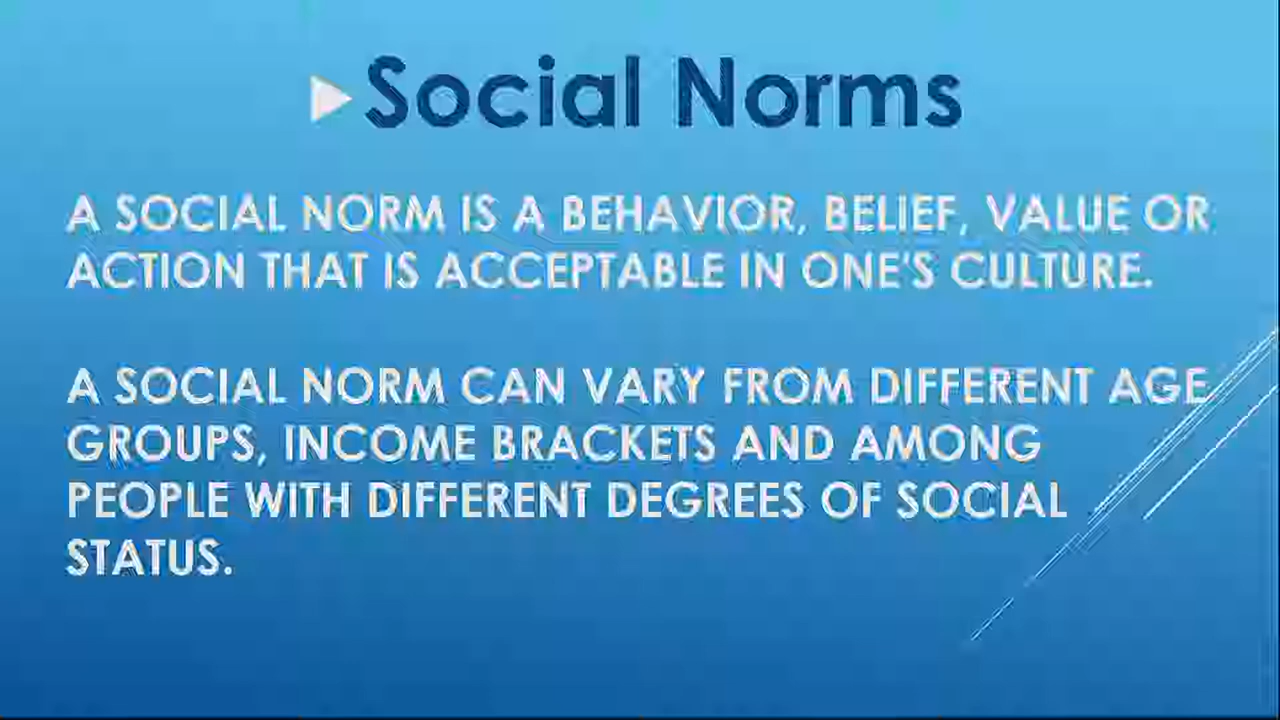 Social Norms
A SOCIAL NORM IS A BEHAVIOR, BELIEF, VALUE OR
ACTION THAT IS ACCEPTABLE IN ONE'S CULTURE.
A SOCIAL NORM CAN VARY FROM DIFFERENT AGE
GROUPS, INCOME BRACKETS AND AMONG
PEOPLE WITH DIFFERENT DEGREES OF SOCIAL
STATUS.